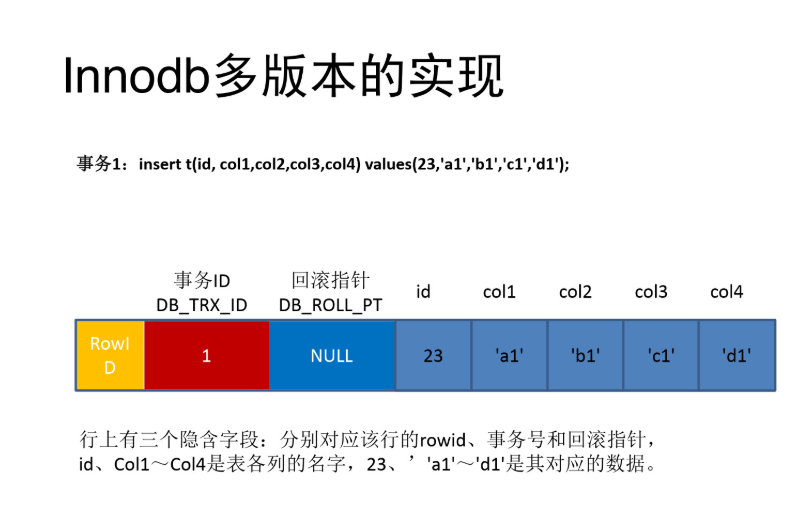 Innodb多版本的实现
事务1：insert t(id, col1,col2,col3,col4) values(23,'a1','b1','c1','d1');
事务ID
DB_TRX_ID
回滚指针
DB_ROLL_PT
id
col1
col2
col3
col4
RowI
D
1
NULL
23
'a1'
'b1'
'c1'
'd1'
行上有三个隐含字段：分别对应该行的rowid、事务号和回滚指针，
id、Col1～Col4是表各列的名字，23、’'a1'～'d1'是其对应的数据。